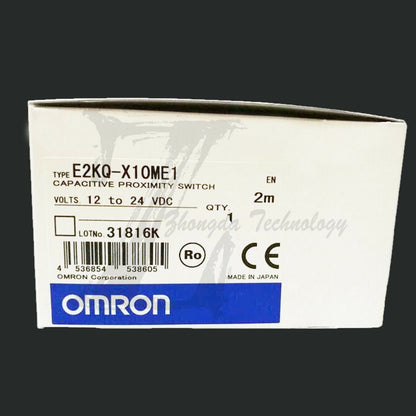 TYPE E2KQ-X10ME1 EN
CAPACITIVE PROXIMITY SWITCH 2m
VOLTS. 12 to 24 VDC QTY. 1
Zhongda Technology
LOTNo. 31816K
4 536854 538605
Ro
CE
OMRON Corporation
MADE IN JAPAN
OMRON